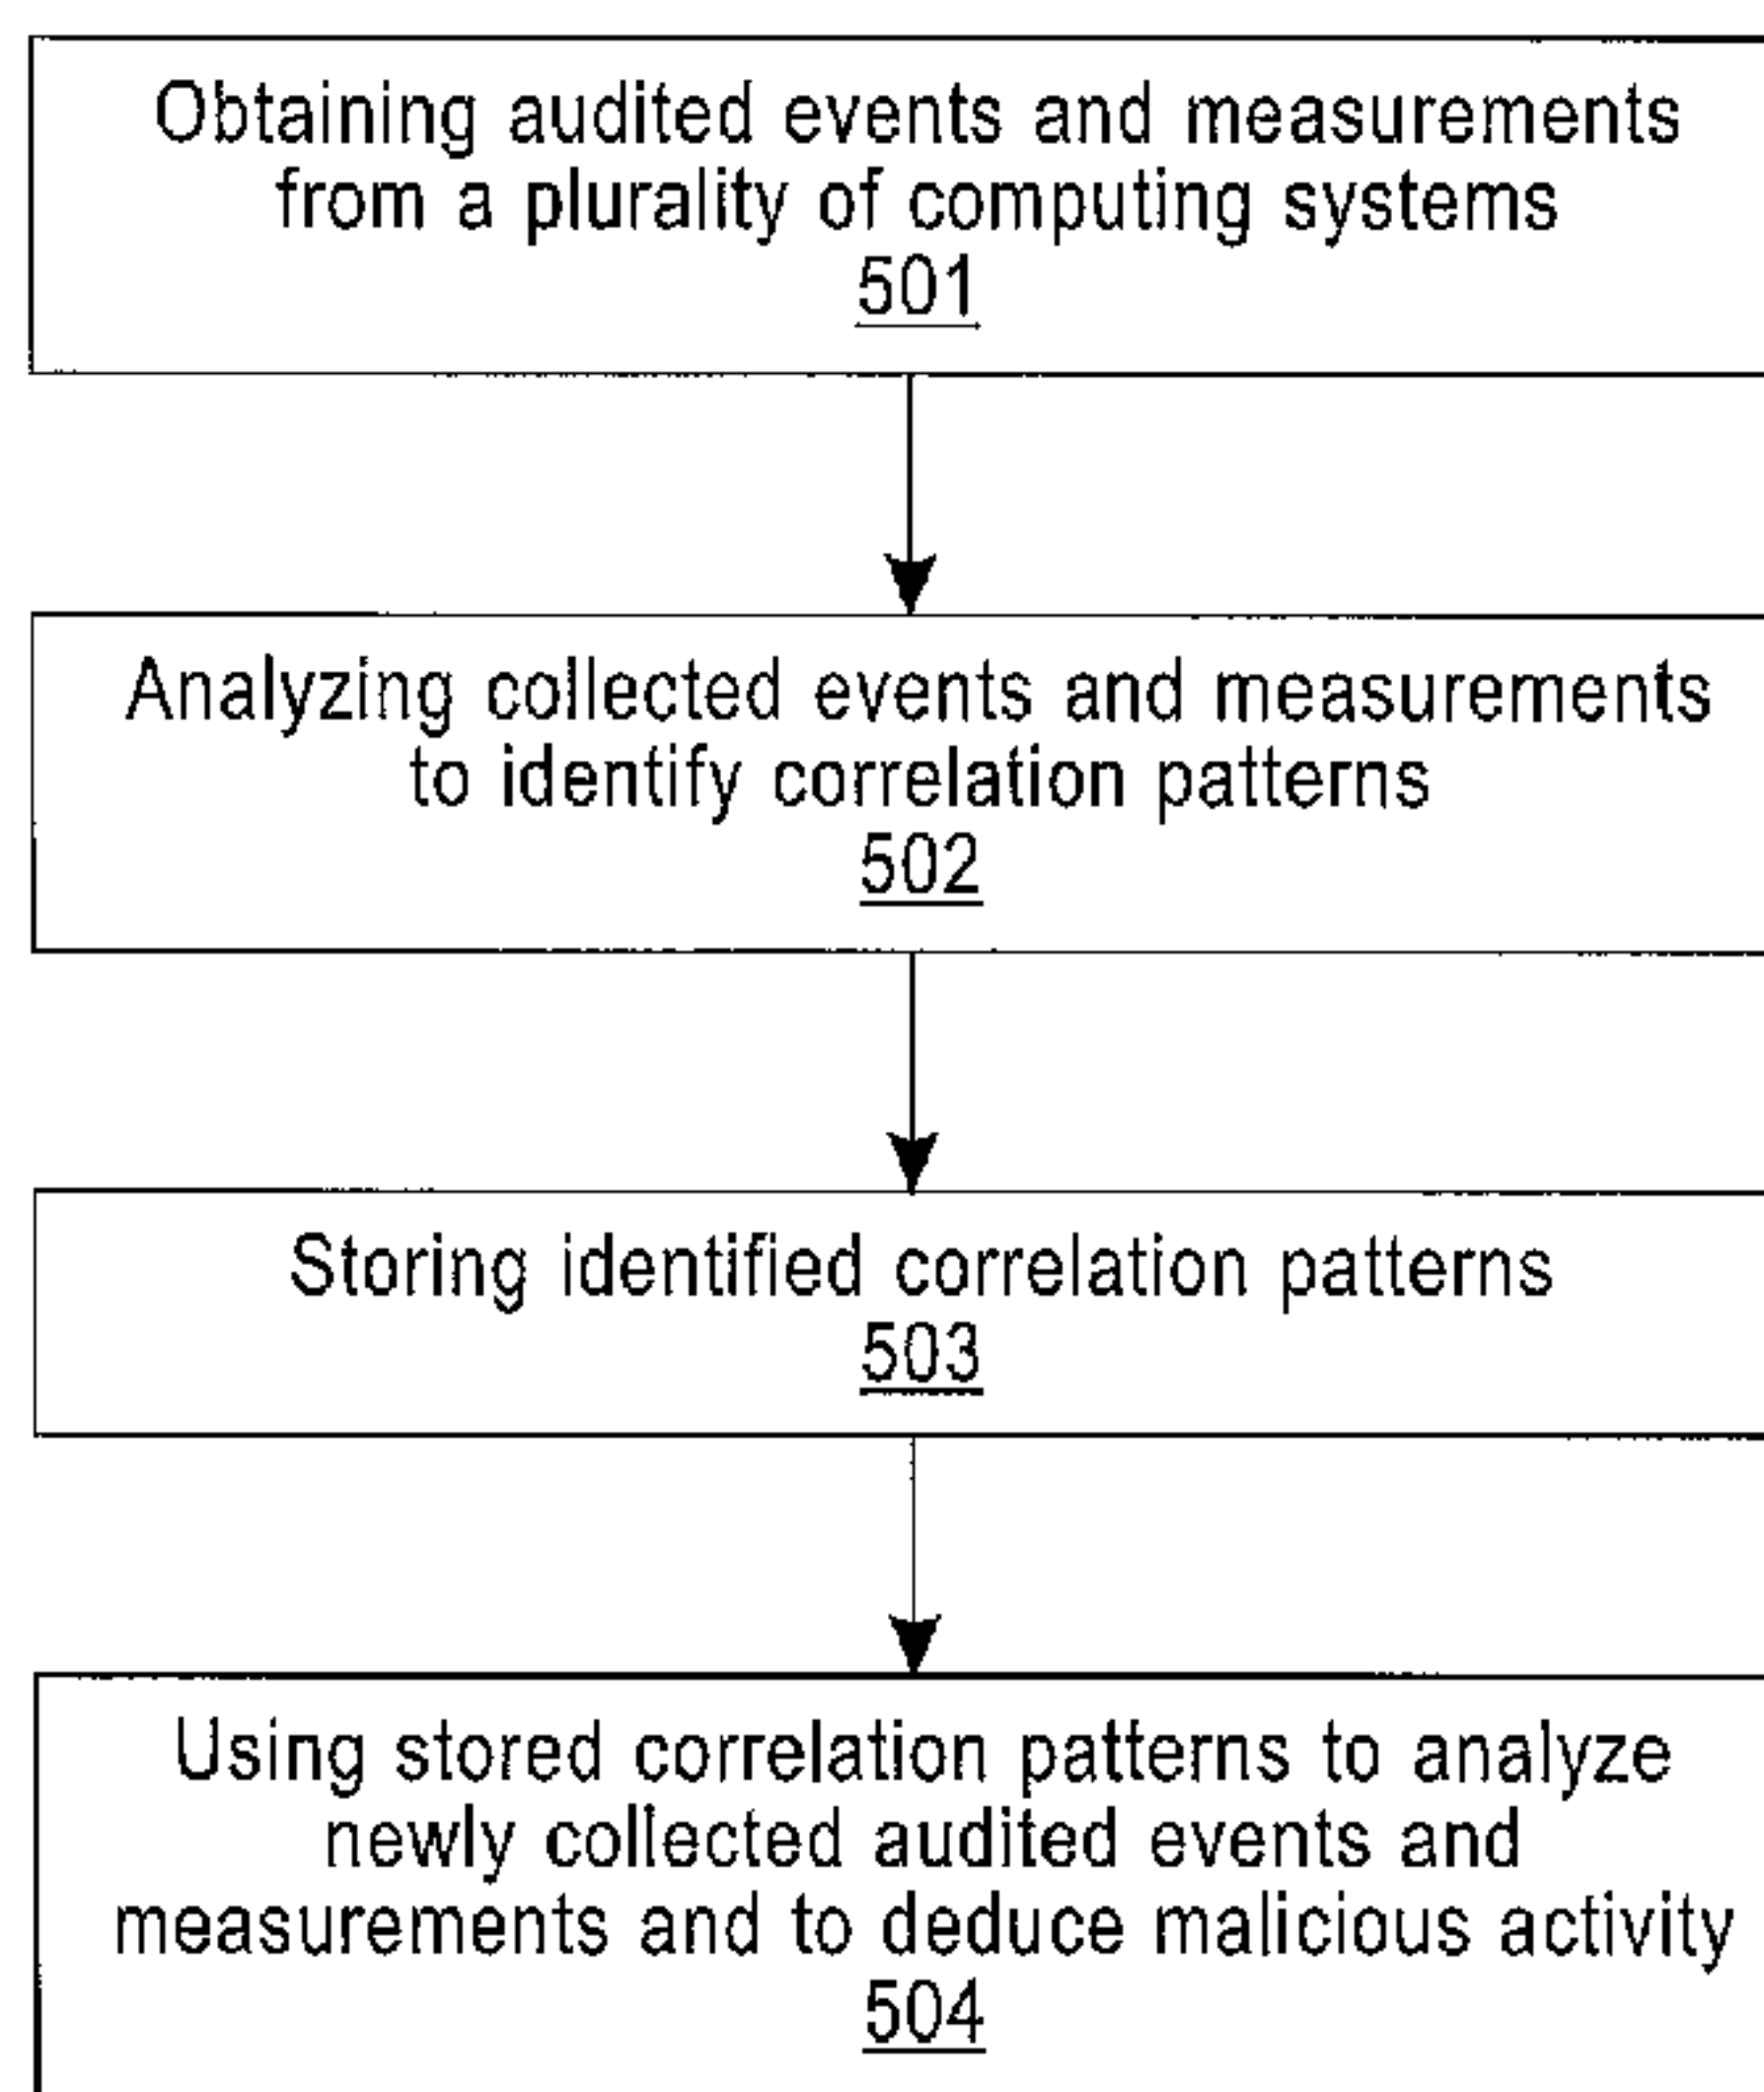 Obtaining audited events and measurements
from a plurality of computing systems
501
Analyzing collected events and measurements
to identify correlation patterns
502
Storing identified correlation patterns
503
Using stored correlation patterns to analyze
newly collected audited events and
measurements and to deduce malicious activity
504